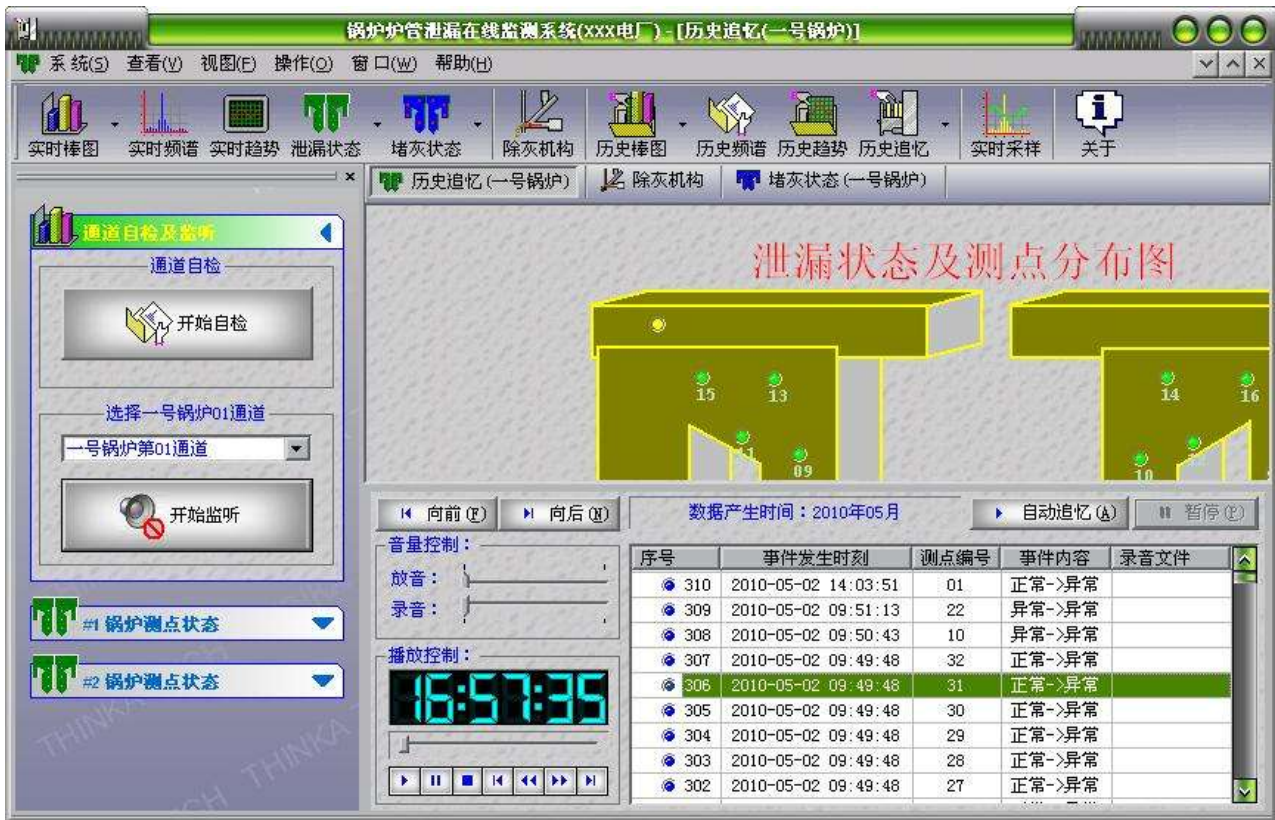 锅炉炉管泄漏在线监测系统(XXX电厂) - [历史追忆(一号锅炉)]
系统(S) 查看(V) 视图(F) 操作(O) 窗口(W) 帮助(H)
实时棒图 实时频谱 实时趋势 泄漏状态 堵灰状态 除灰机构 历史棒图 历史频谱 历史趋势 历史追忆 实时采样 关于
历史追忆(一号锅炉) 除灰机构 堵灰状态(一号锅炉)
通道自检及监听
通道自检
开始自检
选择一号锅炉01通道
一号锅炉第01通道
开始监听
#1 锅炉测点状态
#2 锅炉测点状态
THINKA
泄漏状态及测点分布图
15 13 14 16
09 10
向前(F) 向后(N) 数据产生时间:2010年05月 自动追忆(A) 暂停(P)
音量控制:
放音:
录音:
播放控制:
16:57:35
序号 事件发生时刻 测点编号 事件内容 录音文件
310 2010-05-02 14:03:51 01 正常->异常
309 2010-05-02 09:51:13 22 异常->异常
308 2010-05-02 09:50:43 10 异常->异常
307 2010-05-02 09:49:48 32 正常->异常
306 2010-05-02 09:49:48 31 正常->异常
305 2010-05-02 09:49:48 30 正常->异常
304 2010-05-02 09:49:48 29 正常->异常
303 2010-05-02 09:49:48 28 正常->异常
302 2010-05-02 09:49:48 27 正常->异常